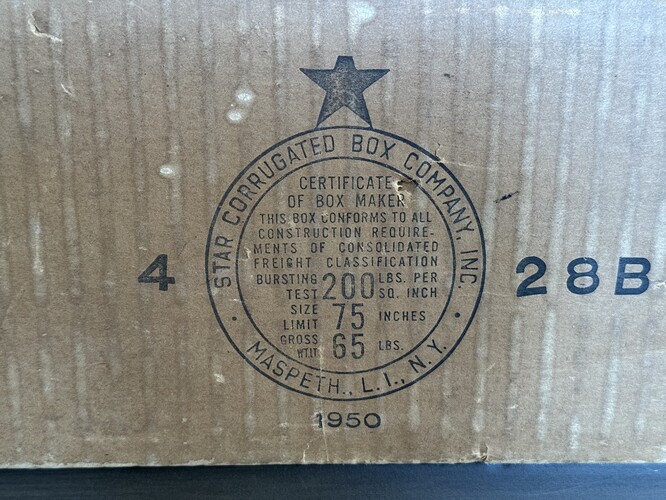 STAR CORRUGATED BOX COMPANY, INC.
CERTIFICATE
OF BOX MAKER
THIS BOX CONFORMS TO ALL
CONSTRUCTION REQUIRE-
MENTS OF CONSOLIDATED
FREIGHT CLASSIFICATION
BURSTING TEST 200 LBS. PER SQ. INCH
SIZE LIMIT 75 INCHES
GROSS WT. 65 LBS.
MASPETH., L.I., N.Y.
4
28B
1950